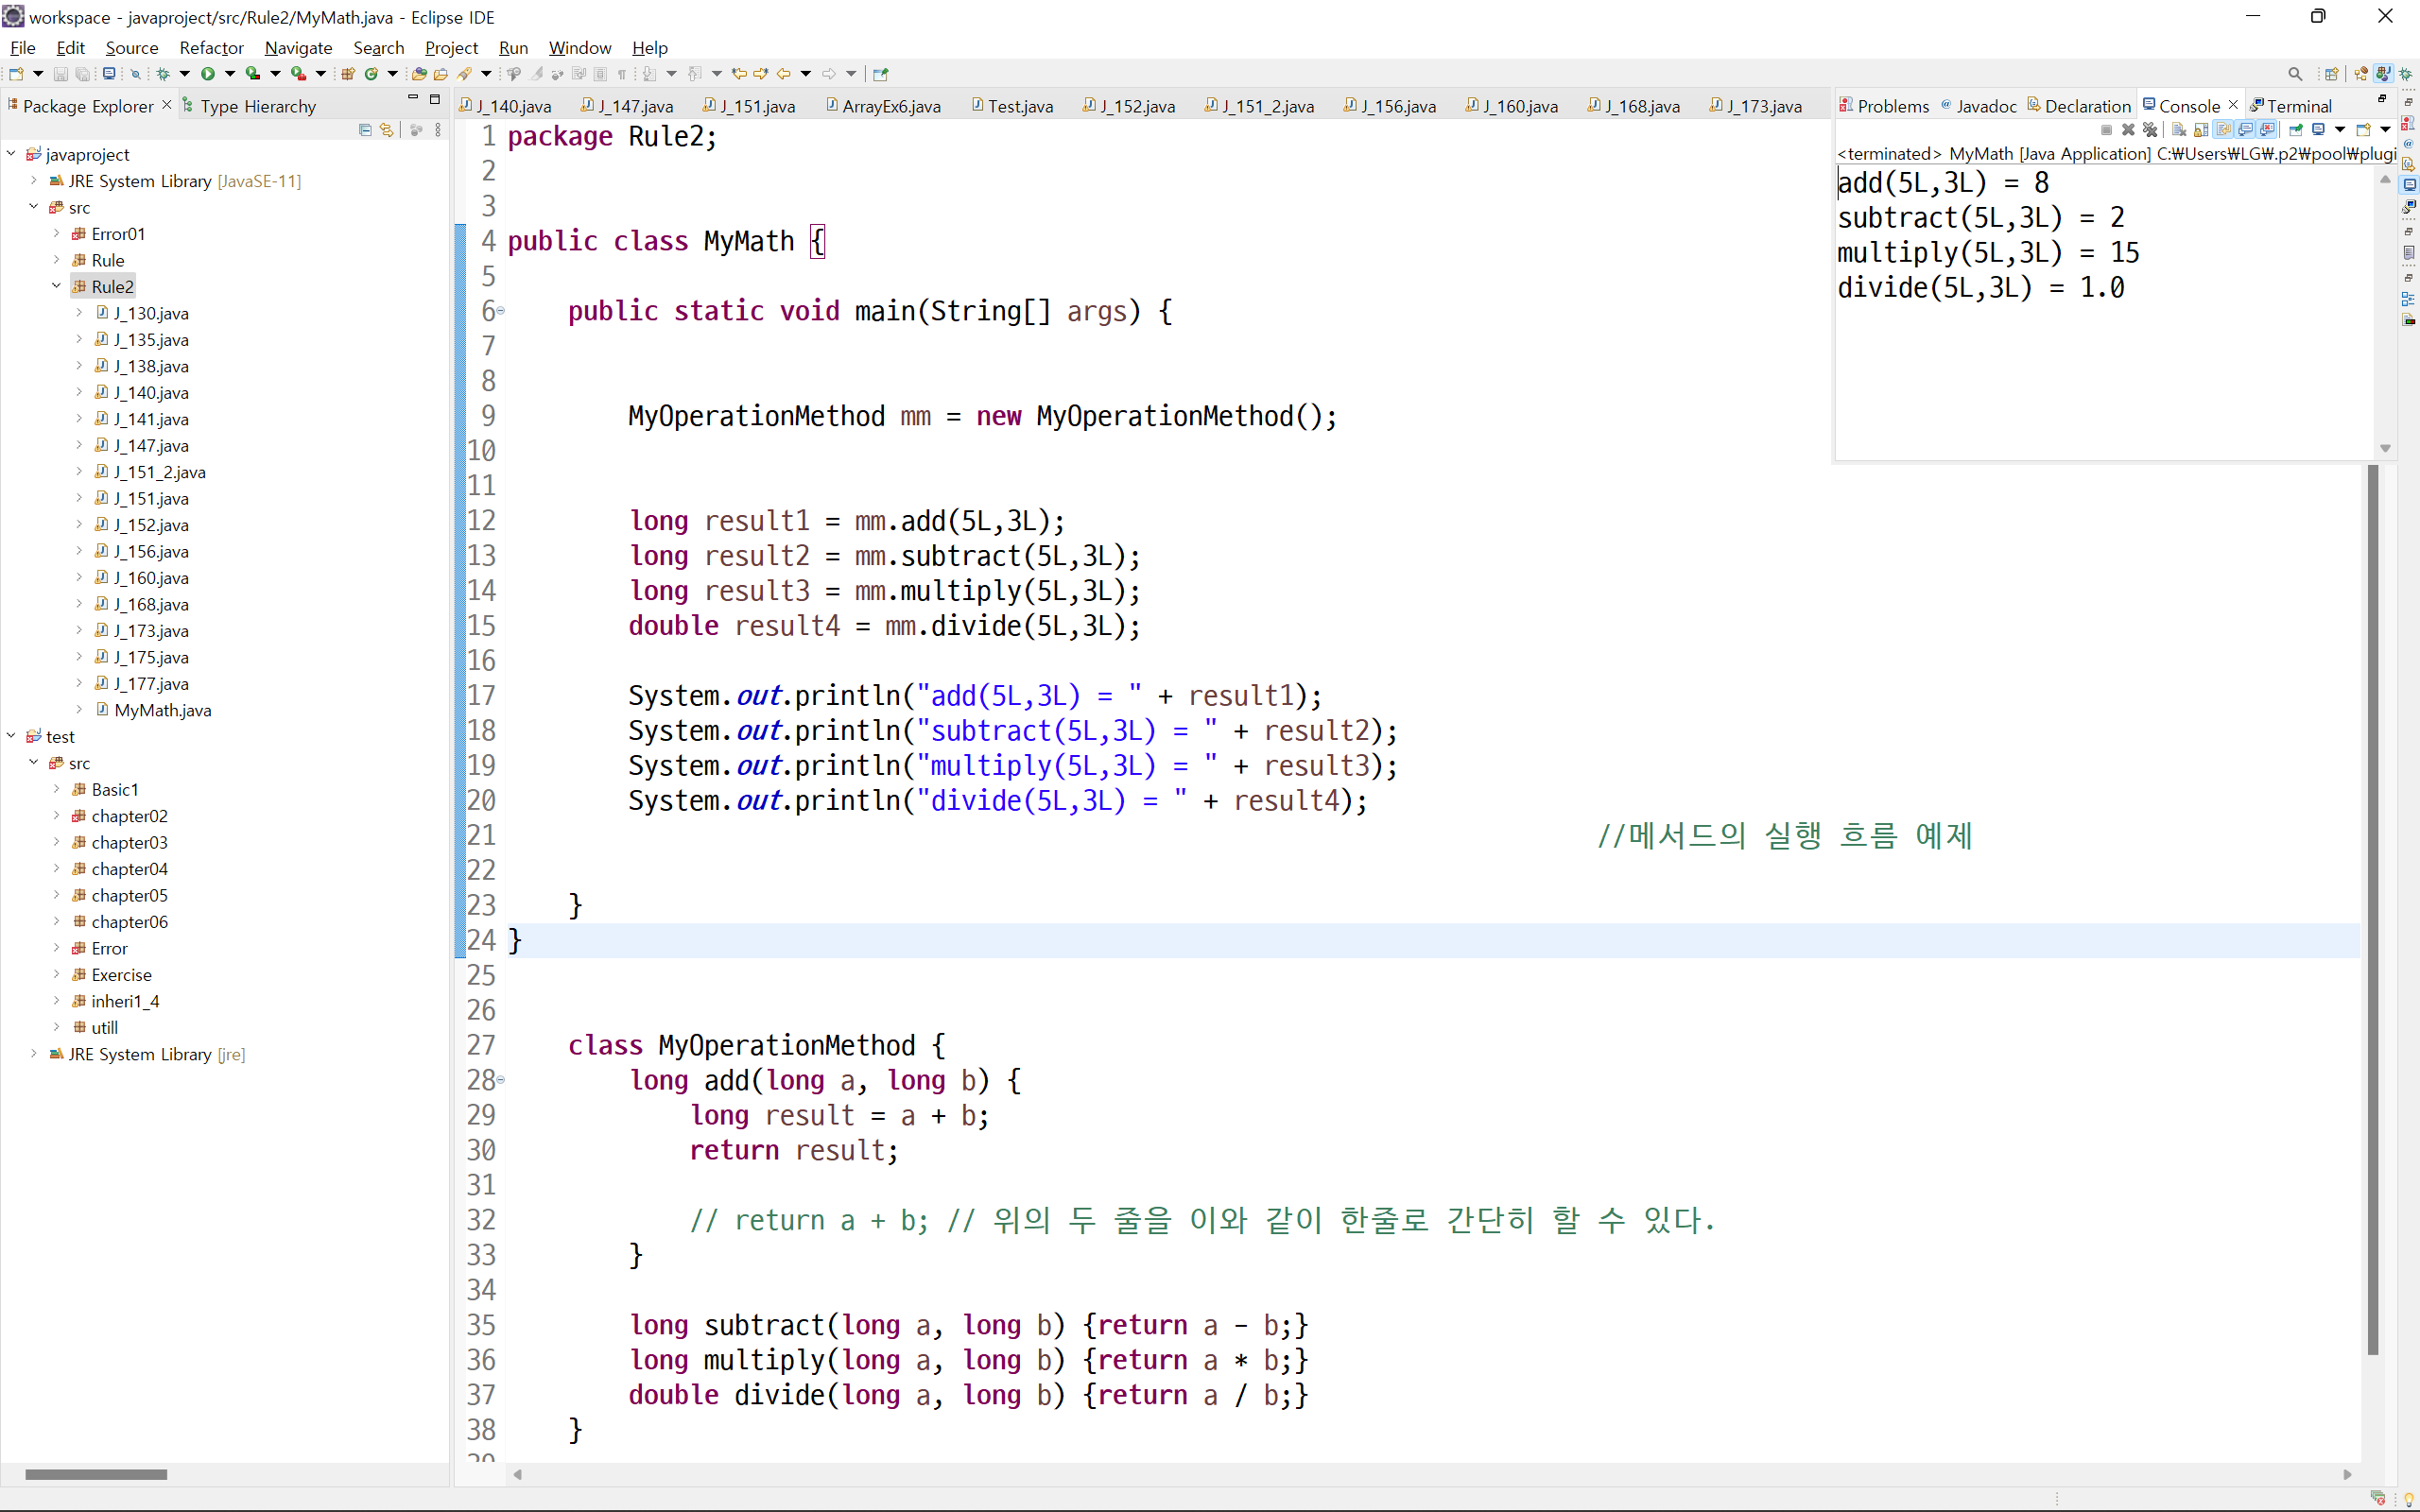 workspace - javaproject/src/Rule2/MyMath.java - Eclipse IDE
File Edit Source Refactor Navigate Search Project Run Window Help
Package Explorer Type Hierarchy
javaproject
JRE System Library [JavaSE-11]
src
Error01
Rule
Rule2
J_130.java
J_135.java
J_138.java
J_140.java
J_141.java
J_147.java
J_151_2.java
J_151.java
J_152.java
J_156.java
J_160.java
J_168.java
J_173.java
J_175.java
J_177.java
MyMath.java
test
src
Basic1
chapter02
chapter03
chapter04
chapter05
chapter06
Error
Exercise
inheri1_4
utill
JRE System Library [jre]
J_140.java J_147.java J_151.java ArrayEx6.java Test.java J_152.java J_151_2.java J_156.java J_160.java J_168.java J_173.java
1 package Rule2;
2
3
4 public class MyMath {
5
6 public static void main(String[] args) {
7
8
9 MyOperationMethod mm = new MyOperationMethod();
10
11
12 long result1 = mm.add(5L,3L);
13 long result2 = mm.subtract(5L,3L);
14 long result3 = mm.multiply(5L,3L);
15 double result4 = mm.divide(5L,3L);
16
17 System.out.println("add(5L,3L) = " + result1);
18 System.out.println("subtract(5L,3L) = " + result2);
19 System.out.println("multiply(5L,3L) = " + result3);
20 System.out.println("divide(5L,3L) = " + result4);
21 //메서드의 실행 흐름 예제
22
23 }
24 }
25
26
27 class MyOperationMethod {
28 long add(long a, long b) {
29 long result = a + b;
30 return result;
31
32 // return a + b; // 위의 두 줄을 이와 같이 한줄로 간단히 할 수 있다.
33 }
34
35 long subtract(long a, long b) {return a - b;}
36 long multiply(long a, long b) {return a * b;}
37 double divide(long a, long b) {return a / b;}
38 }
Problems Javadoc Declaration Console Terminal
<terminated> MyMath [Java Application] C:₩Users₩LG₩.p2₩pool₩plugi
add(5L,3L) = 8
subtract(5L,3L) = 2
multiply(5L,3L) = 15
divide(5L,3L) = 1.0